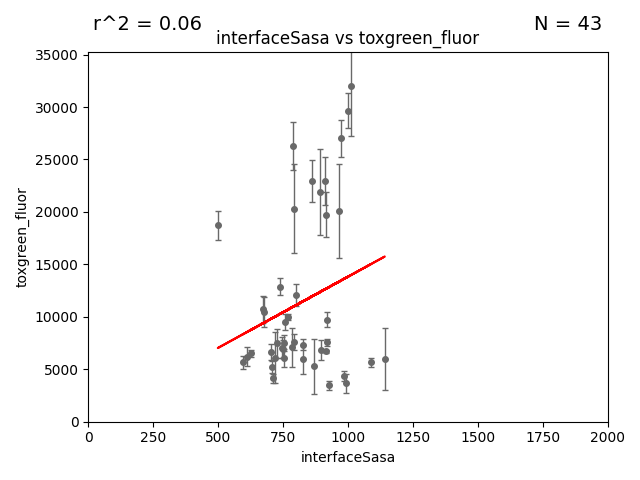 r^2 = 0.06
N = 43
interfaceSasa vs toxgreen_fluor
35000
30000
25000
20000
15000
10000
5000
0
toxgreen_fluor
0 250 500 750 1000 1250 1500 1750 2000
interfaceSasa